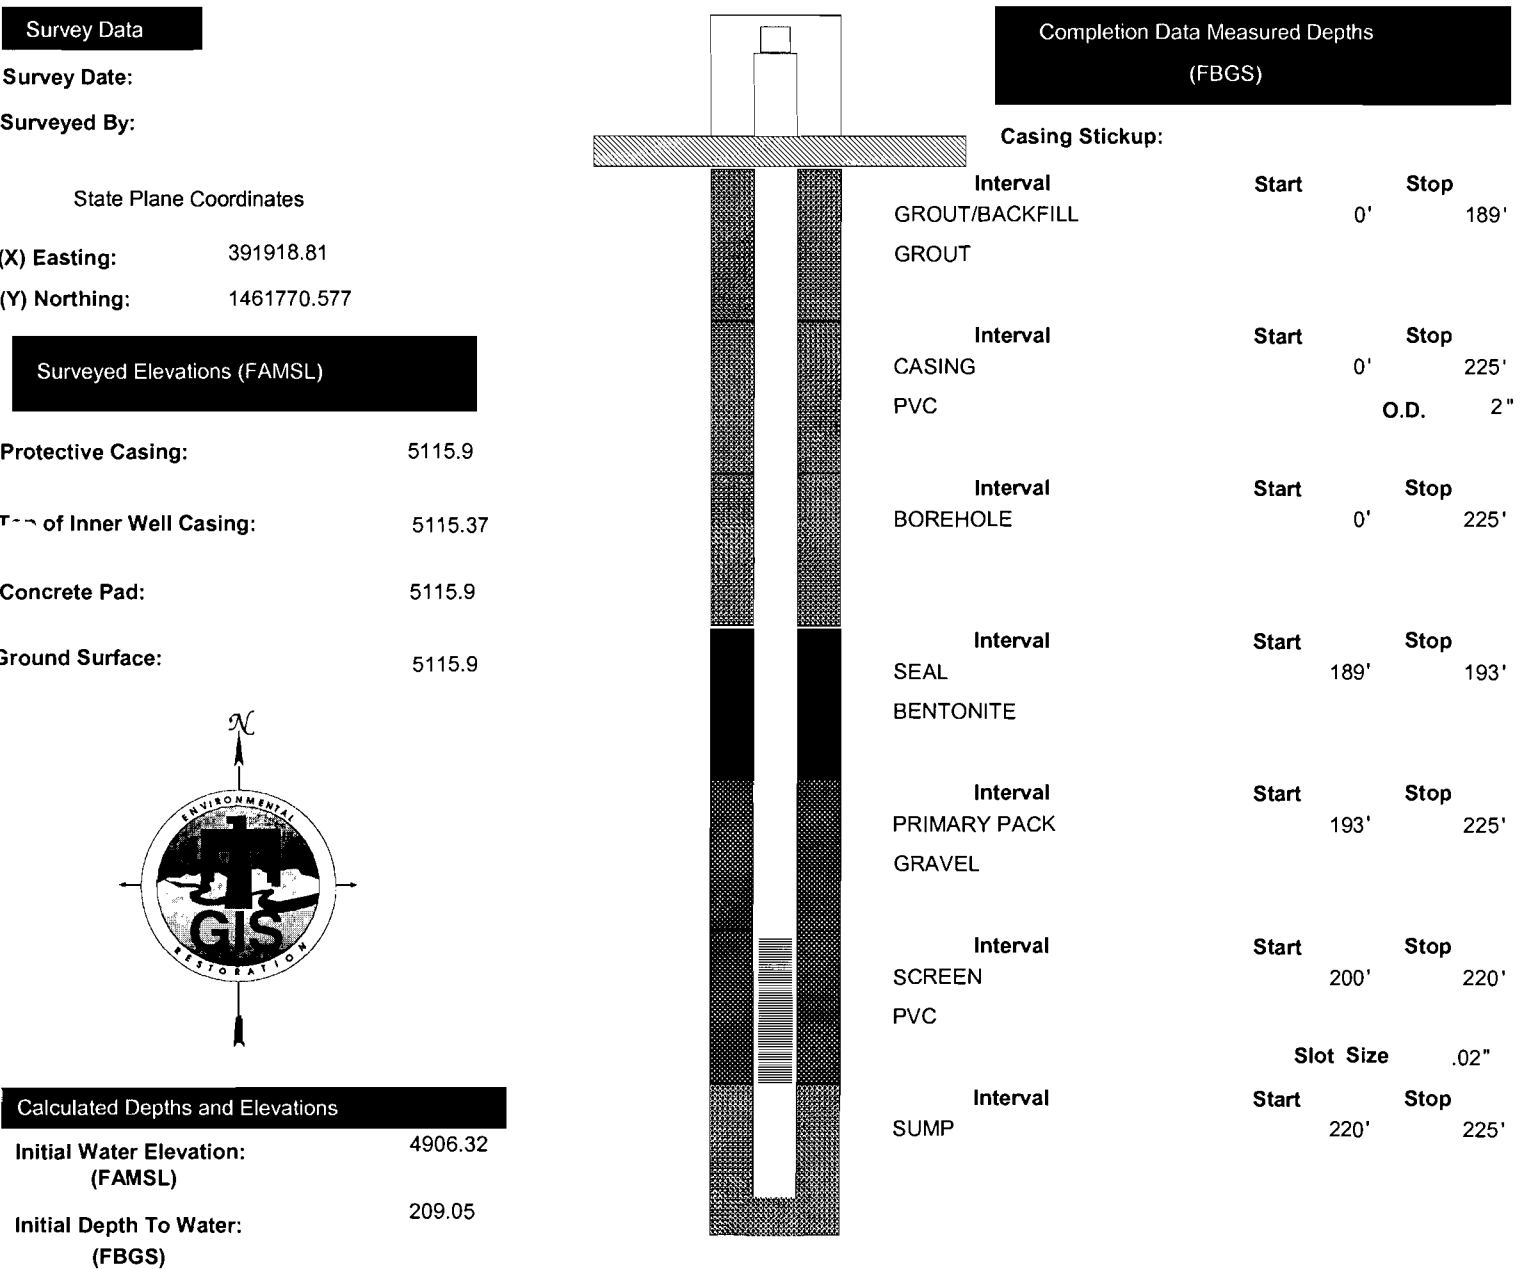 Survey Data
Survey Date:
Surveyed By:
State Plane Coordinates
(X) Easting: 391918.81
(Y) Northing: 1461770.577
Surveyed Elevations (FAMSL)
Protective Casing: 5115.9
of Inner Well Casing: 5115.37
Concrete Pad: 5115.9
Ground Surface: 5115.9
N
ENVIRONMENTAL
GIS
RESTORATION
Calculated Depths and Elevations
Initial Water Elevation: 4906.32
(FAMSL)
Initial Depth To Water: 209.05
(FBGS)
Completion Data Measured Depths
(FBGS)
Casing Stickup:
Interval Start Stop
GROUT/BACKFILL 0' 189'
GROUT
Interval Start Stop
CASING 0' 225'
PVC O.D. 2"
Interval Start Stop
BOREHOLE 0' 225'
Interval Start Stop
SEAL 189' 193'
BENTONITE
Interval Start Stop
PRIMARY PACK 193' 225'
GRAVEL
Interval Start Stop
SCREEN 200' 220'
PVC
Slot Size .02"
Interval Start Stop
SUMP 220' 225'